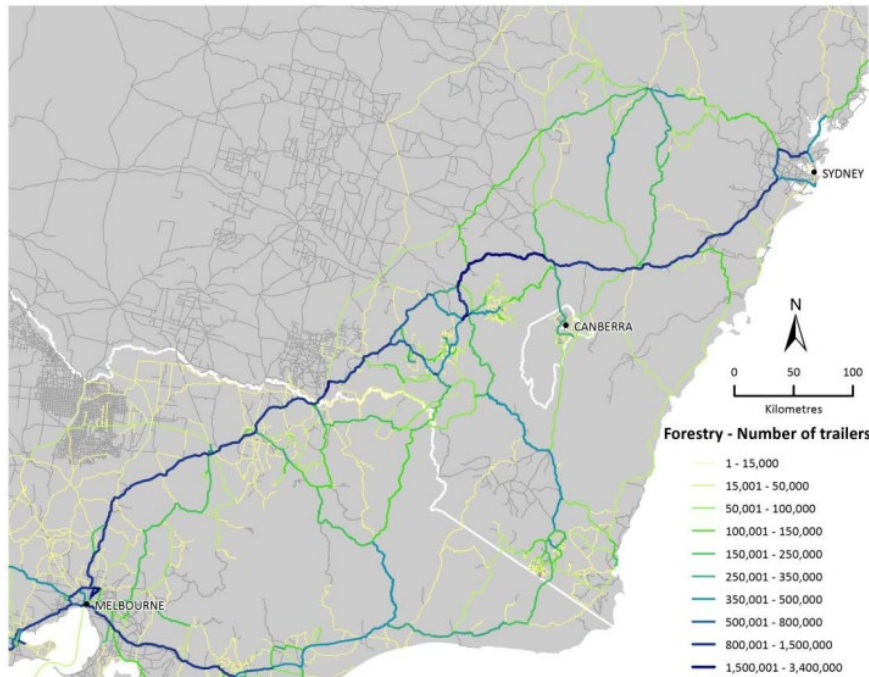 SYDNEY
N
CANBERRA
0 50 100
Kilometres
Forestry - Number of trailers
1 - 15,000
15,001 - 50,000
50,001 - 100,000
100,001 - 150,000
150,001 - 250,000
250,001 - 350,000
350,001 - 500,000
500,001 - 800,000
800,001 - 1,500,000
1,500,001 - 3,400,000
MELBOURNE